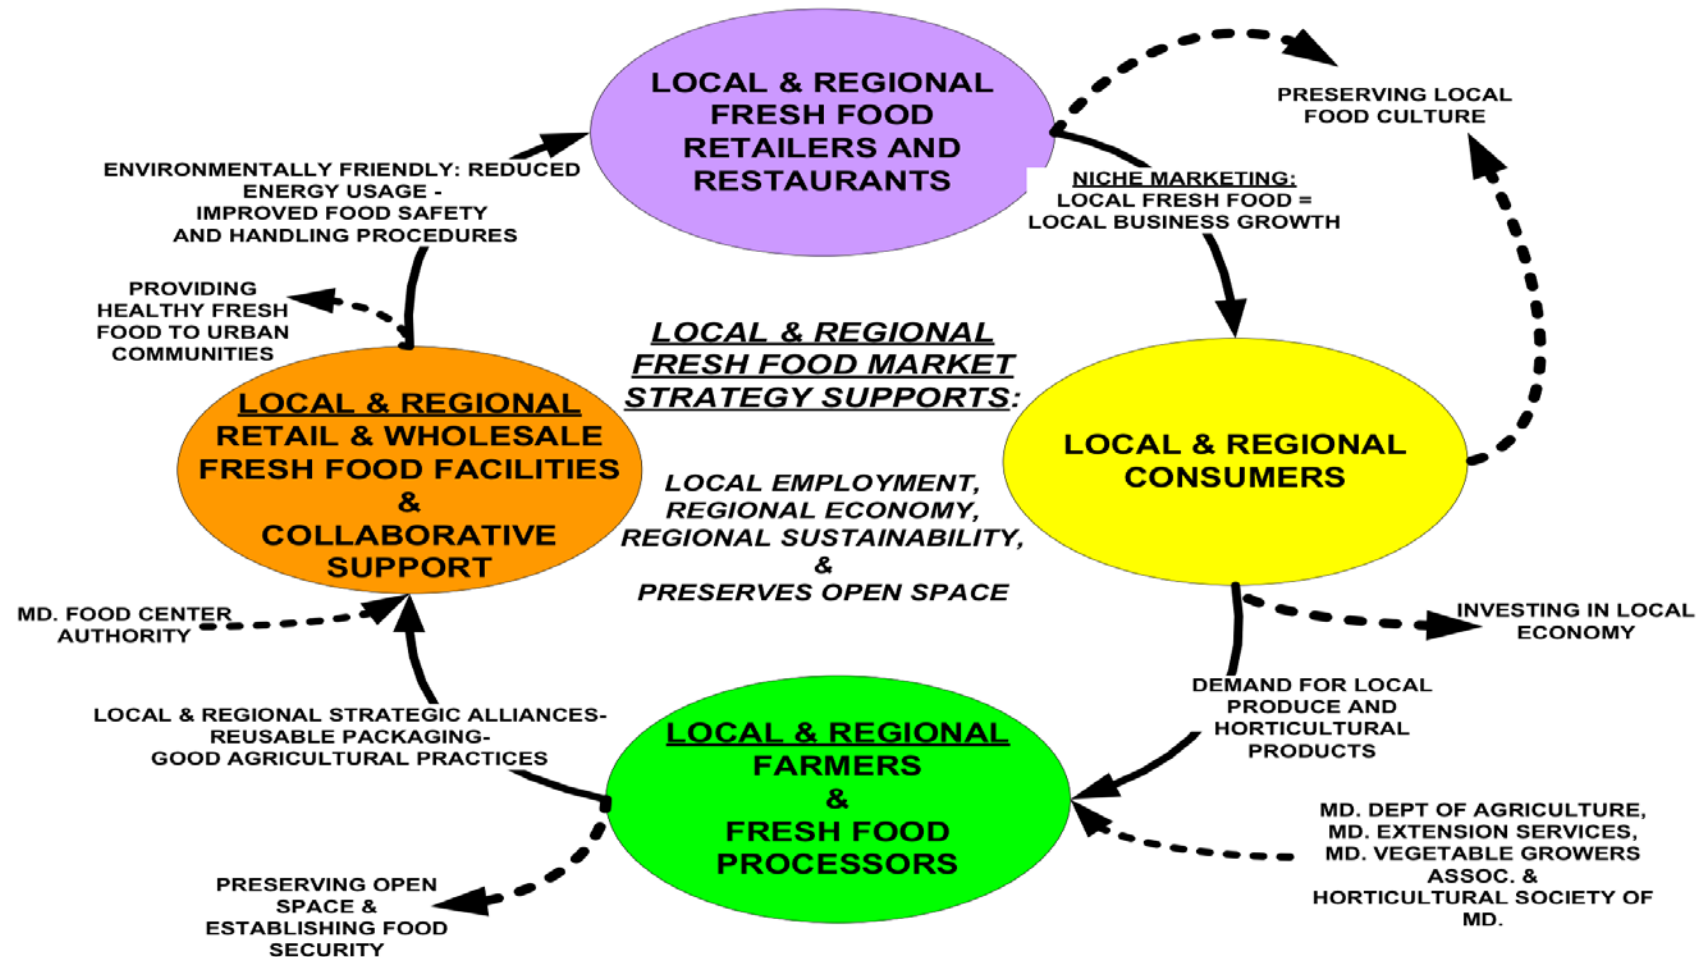 LOCAL & REGIONAL
FRESH FOOD
RETAILERS AND
RESTAURANTS
PRESERVING LOCAL
FOOD CULTURE
ENVIRONMENTALLY FRIENDLY: REDUCED
ENERGY USAGE -
IMPROVED FOOD SAFETY
AND HANDLING PROCEDURES
NICHE MARKETING:
LOCAL FRESH FOOD =
LOCAL BUSINESS GROWTH
PROVIDING
HEALTHY FRESH
FOOD TO URBAN
COMMUNITIES
LOCAL & REGIONAL
FRESH FOOD MARKET
STRATEGY SUPPORTS:
LOCAL EMPLOYMENT,
REGIONAL ECONOMY,
REGIONAL SUSTAINABILITY,
&
PRESERVES OPEN SPACE
LOCAL & REGIONAL
RETAIL & WHOLESALE
FRESH FOOD FACILITIES
&
COLLABORATIVE
SUPPORT
LOCAL & REGIONAL
CONSUMERS
MD. FOOD CENTER
AUTHORITY
INVESTING IN LOCAL
ECONOMY
DEMAND FOR LOCAL
PRODUCE AND
HORTICULTURAL
PRODUCTS
LOCAL & REGIONAL STRATEGIC ALLIANCES-
REUSABLE PACKAGING-
GOOD AGRICULTURAL PRACTICES
LOCAL & REGIONAL
FARMERS
&
FRESH FOOD
PROCESSORS
MD. DEPT OF AGRICULTURE,
MD. EXTENSION SERVICES,
MD. VEGETABLE GROWERS
ASSOC. &
HORTICULTURAL SOCIETY OF
MD.
PRESERVING OPEN
SPACE &
ESTABLISHING FOOD
SECURITY